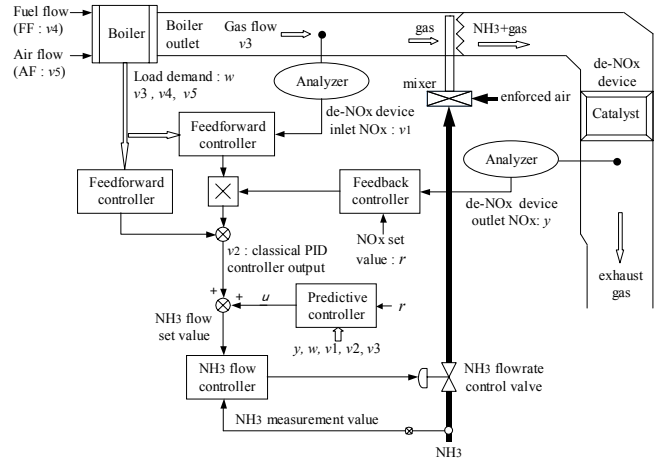 Fuel flow
(FF : v4)
Air flow
(AF : v5)
Boiler
Boiler
outlet
Gas flow
v3
gas
NH3+gas
Analyzer
mixer
enforced air
de-NOx
device
Catalyst
Load demand : w
v3 , v4, v5
de-NOx device
inlet NOx : v1
Feedforward
controller
Feedforward
controller
Analyzer
Feedback
controller
de-NOx device
outlet NOx: y
NOx set
value : r
v2 : classical PID
controller output
exhaust
gas
+
+
u
Predictive
controller
r
NH3 flow
set value
y, w, v1, v2, v3
NH3 flow
controller
NH3 flowrate
control valve
NH3 measurement value
NH3